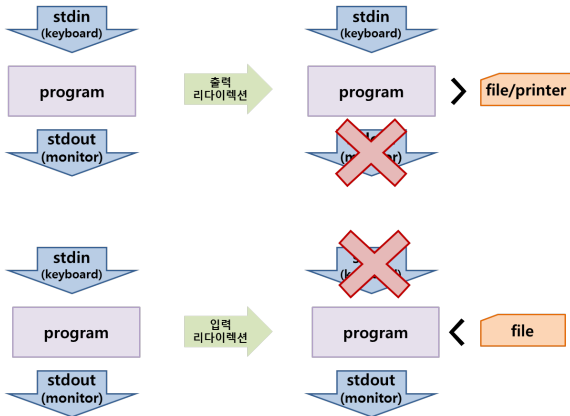 stdin
(keyboard)
program
stdout
(monitor)
출력
리다이렉션
stdin
(keyboard)
program
>
file/printer
stdin
(keyboard)
program
stdout
(monitor)
입력
리다이렉션
program
<
file
stdout
(monitor)